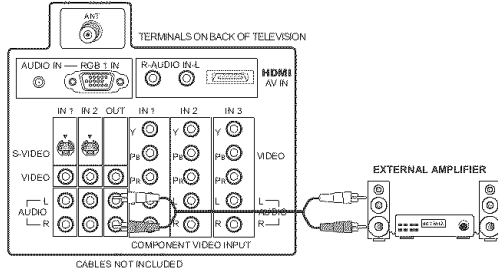 ANT
TERMINALS ON BACK OF TELEVISION
AUDIO IN RGB 1 IN R-AUDIO IN-L
HDMI
AV IN
IN 1 IN 2 OUT IN 1 IN 2 IN 3
Y Y Y
S-VIDEO PB PB PB VIDEO
VIDEO PR PR PR
EXTERNAL AMPLIFIER
L L L L L
AUDIO AUDIO
R R R R R
COMPONENT VIDEO INPUT
CABLES NOT INCLUDED